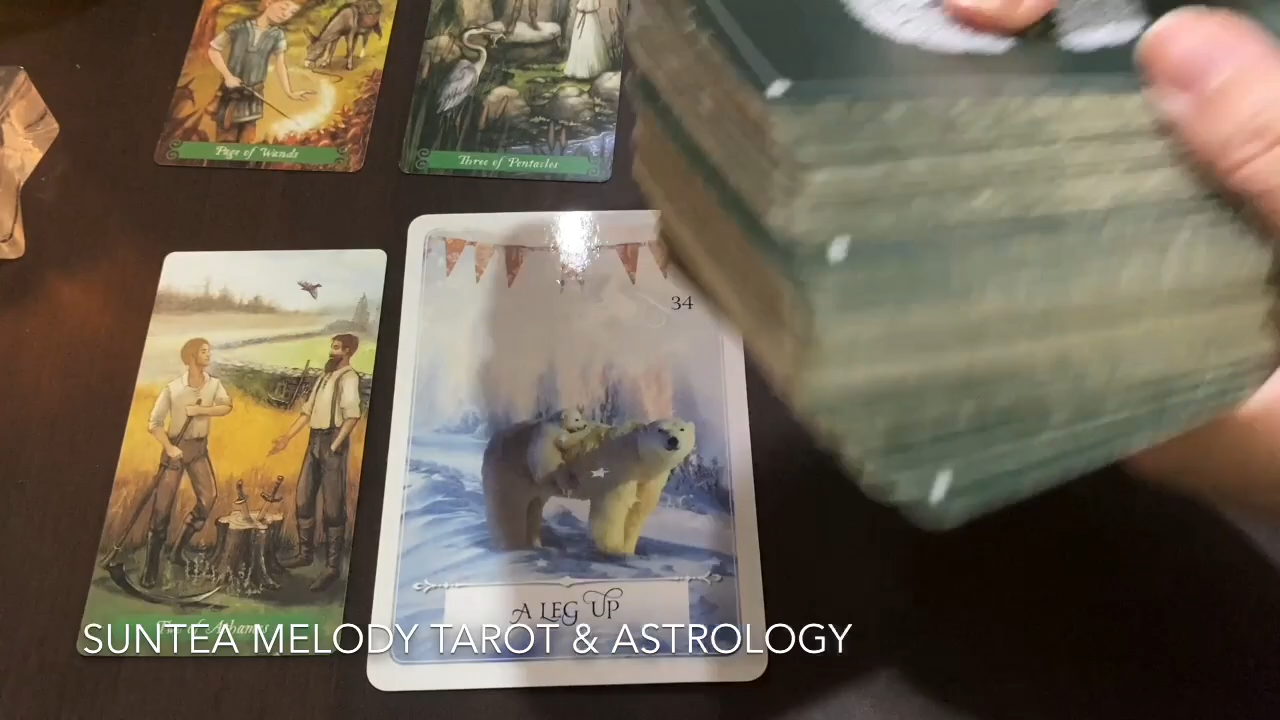 Page of Wands
Three of Pentacles
34
A LEG UP
SUNTEA MELODY TAROT & ASTROLOGY